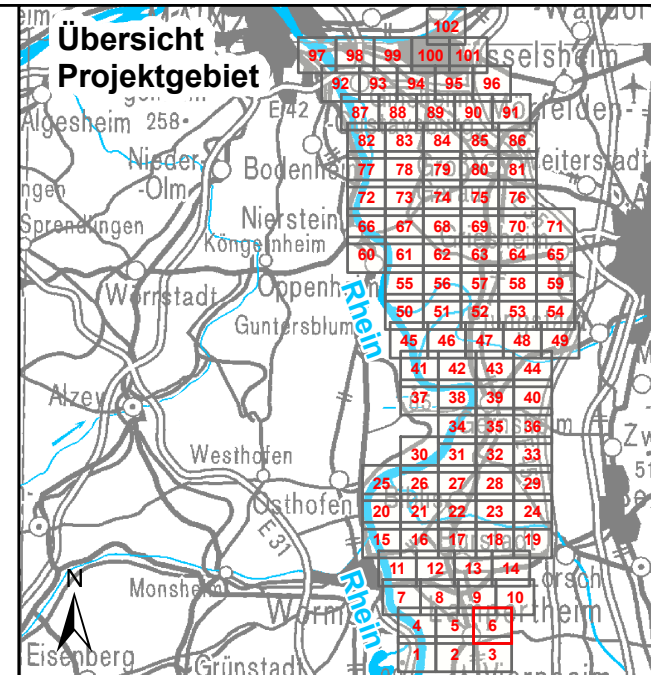 Übersicht
Projektgebiet
102
97 98 99 100 101
sselsheim
92 93 94 95 96
E 42
87 88 89 90 91
Algesheim 258
82 83 84 85 86
Nieder-
-Olm
Bodenheim
77 78 79 80 81
72 73 74 75 76
Sprendlingen
Nierstein
66 67 68 69 70 71
Köngernheim
60 61 62 63 64 65
Wörrstadt
Oppenheim
55 56 57 58 59
Rhein
50 51 52 53 54
Guntersblum
45 46 47 48 49
41 42 43 44
Alzey
37 38 39 40
34 35 36
Westhofen
30 31 32 33
25 26 27 28 29
Osthofen
20 21 22 23 24
E 31
15 16 17 18 19
11 12 13 14
Lorsch
Monsheim
Rhein
7 8 9 10
Worms
N
4 5 6
Eisenberg
Grünstadt
1 2 3